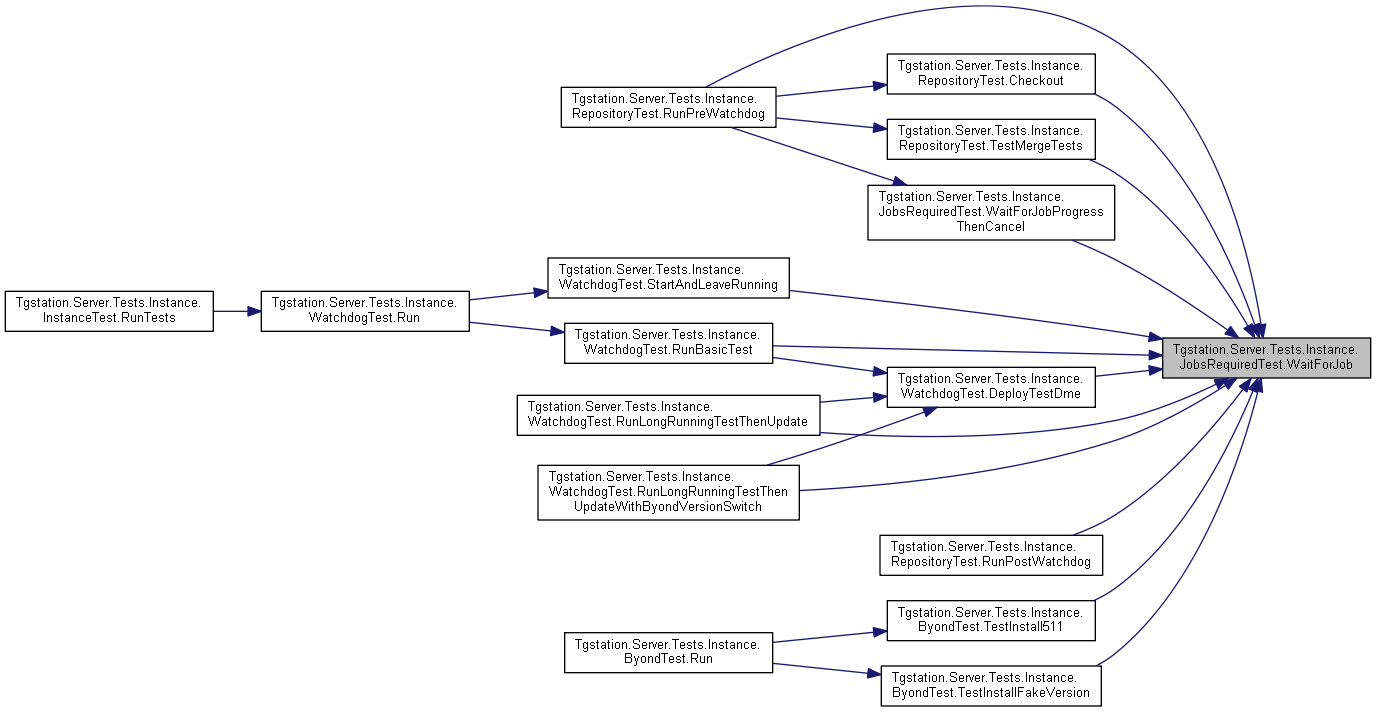 Tgstation.Server.Tests.Instance.
RepositoryTest.Checkout
Tgstation.Server.Tests.Instance.
RepositoryTest.RunPreWatchdog
Tgstation.Server.Tests.Instance.
RepositoryTest.TestMergeTests
Tgstation.Server.Tests.Instance.
JobsRequiredTest.WaitForJobProgress
ThenCancel
Tgstation.Server.Tests.Instance.
WatchdogTest.StartAndLeaveRunning
Tgstation.Server.Tests.Instance.
InstanceTest.RunTests
Tgstation.Server.Tests.Instance.
WatchdogTest.Run
Tgstation.Server.Tests.Instance.
WatchdogTest.RunBasicTest
Tgstation.Server.Tests.Instance.
JobsRequiredTest.WaitForJob
Tgstation.Server.Tests.Instance.
WatchdogTest.DeployTestDme
Tgstation.Server.Tests.Instance.
WatchdogTest.RunLongRunningTestThenUpdate
Tgstation.Server.Tests.Instance.
WatchdogTest.RunLongRunningTestThen
UpdateWithByondVersionSwitch
Tgstation.Server.Tests.Instance.
RepositoryTest.RunPostWatchdog
Tgstation.Server.Tests.Instance.
ByondTest.TestInstall511
Tgstation.Server.Tests.Instance.
ByondTest.Run
Tgstation.Server.Tests.Instance.
ByondTest.TestInstallFakeVersion